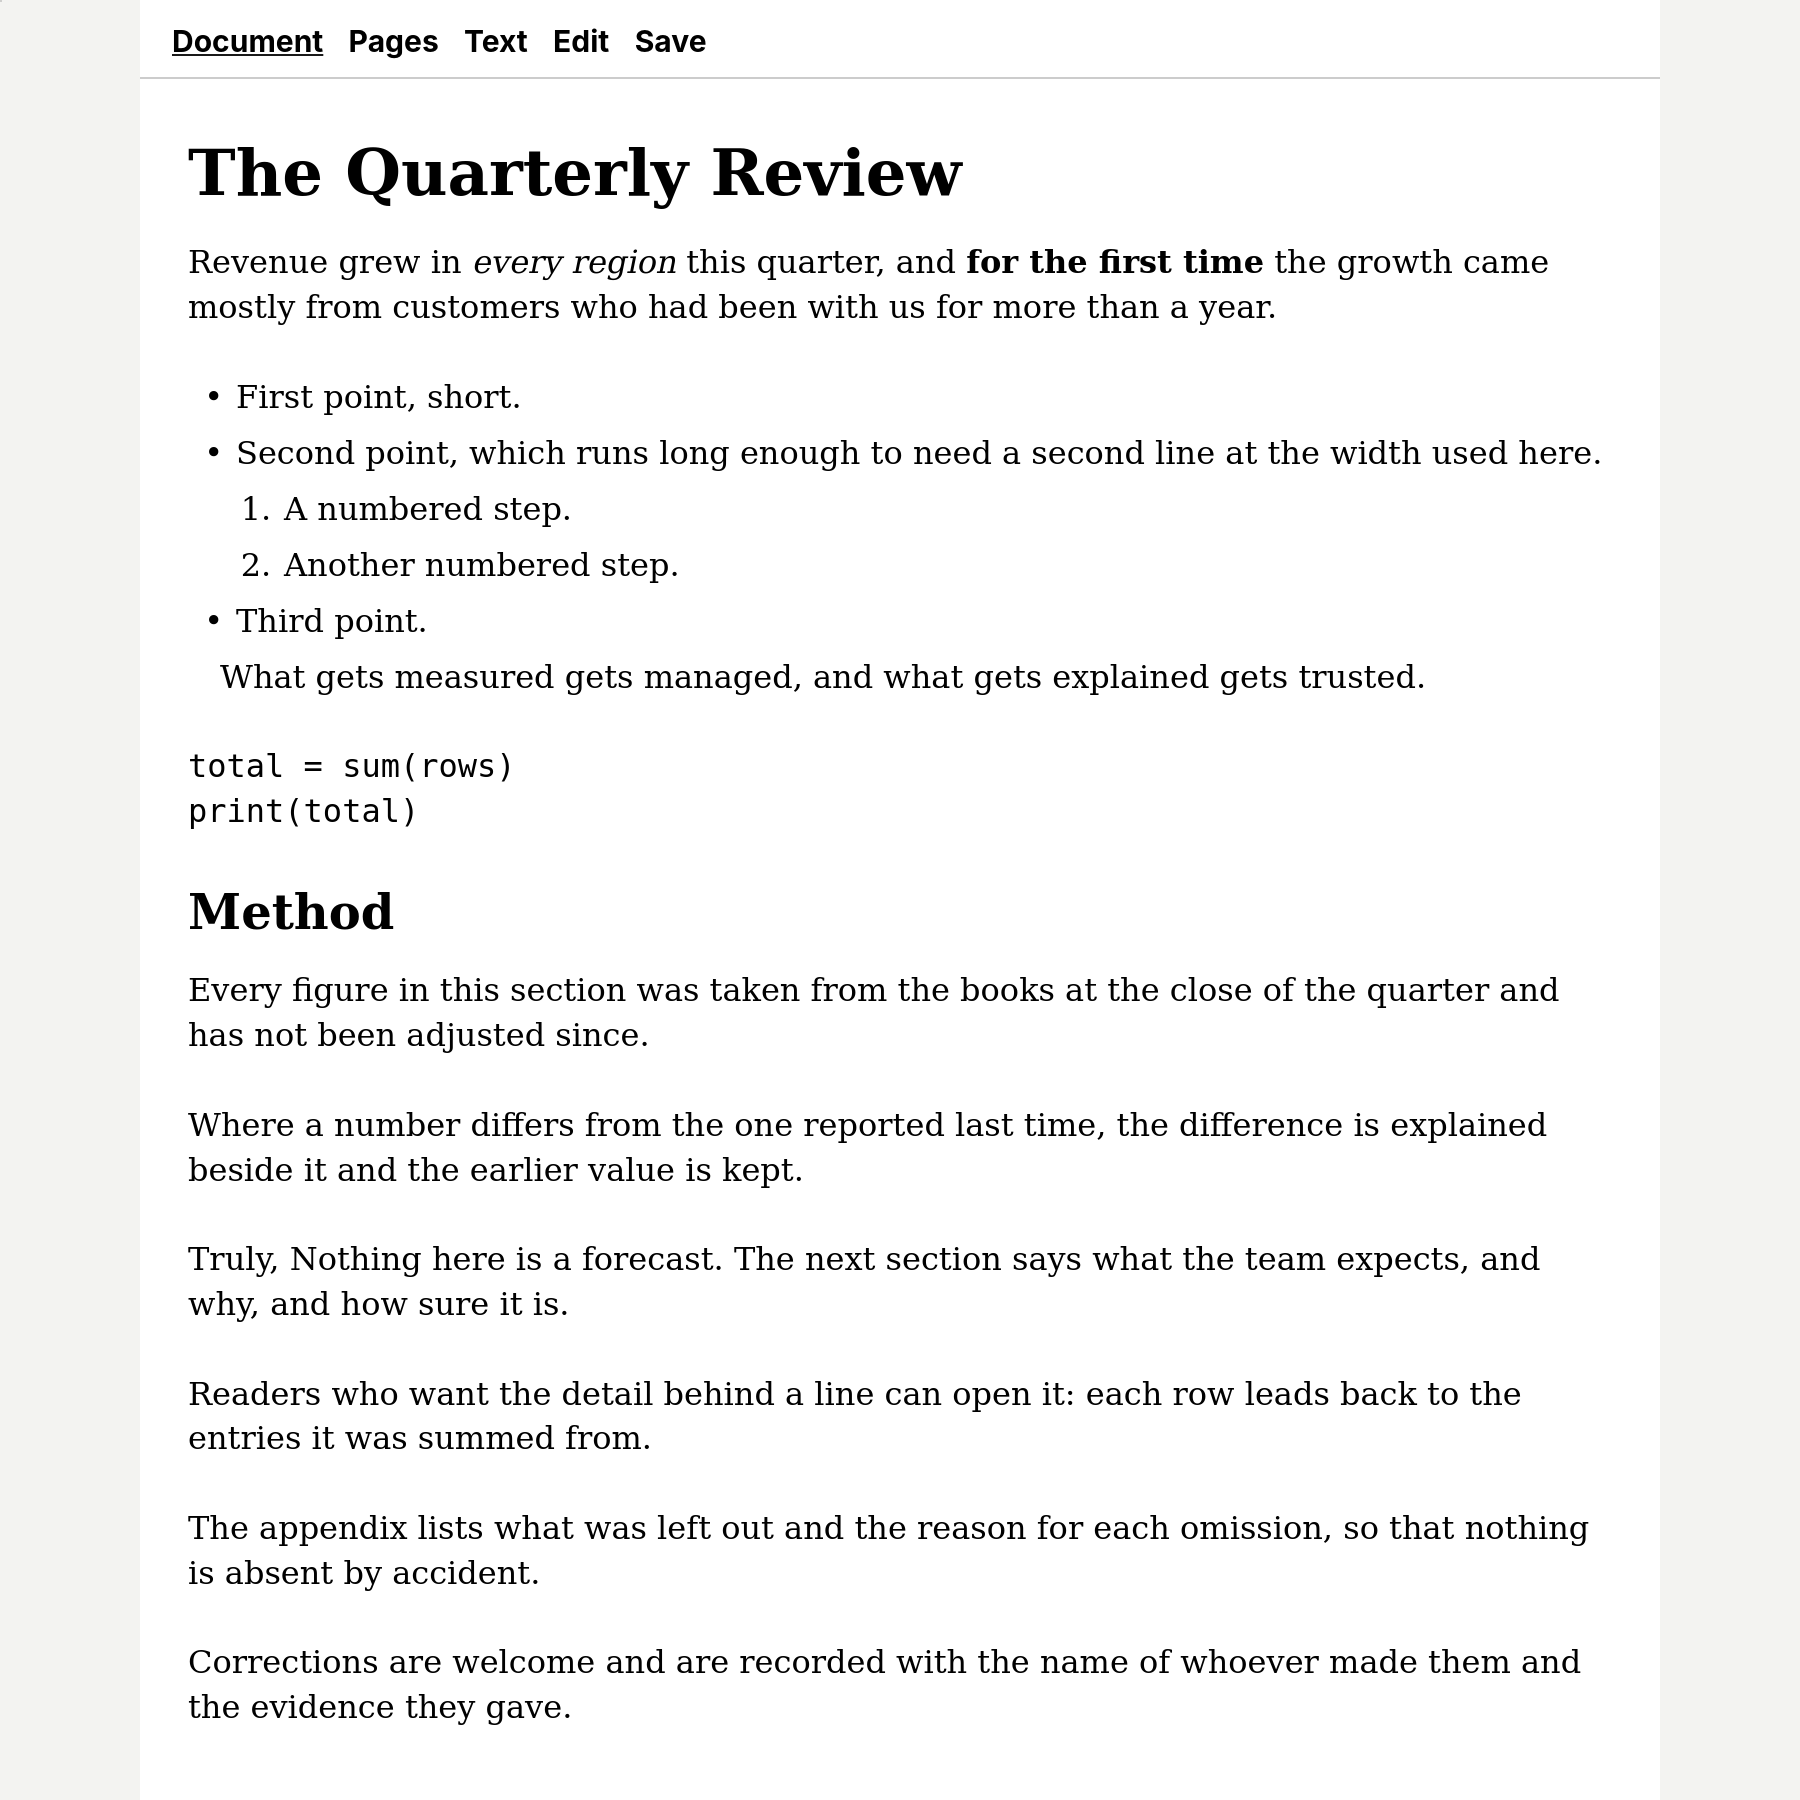 Document Pages Text Edit Save
The Quarterly Review
Revenue grew in every region this quarter, and for the first time the growth came
mostly from customers who had been with us for more than a year.
• First point, short.
• Second point, which runs long enough to need a second line at the width used here.
1. A numbered step.
2. Another numbered step.
• Third point.
What gets measured gets managed, and what gets explained gets trusted.
total = sum(rows)
print(total)
Method
Every figure in this section was taken from the books at the close of the quarter and
has not been adjusted since.
Where a number differs from the one reported last time, the difference is explained
beside it and the earlier value is kept.
Truly, Nothing here is a forecast. The next section says what the team expects, and
why, and how sure it is.
Readers who want the detail behind a line can open it: each row leads back to the
entries it was summed from.
The appendix lists what was left out and the reason for each omission, so that nothing
is absent by accident.
Corrections are welcome and are recorded with the name of whoever made them and
the evidence they gave.